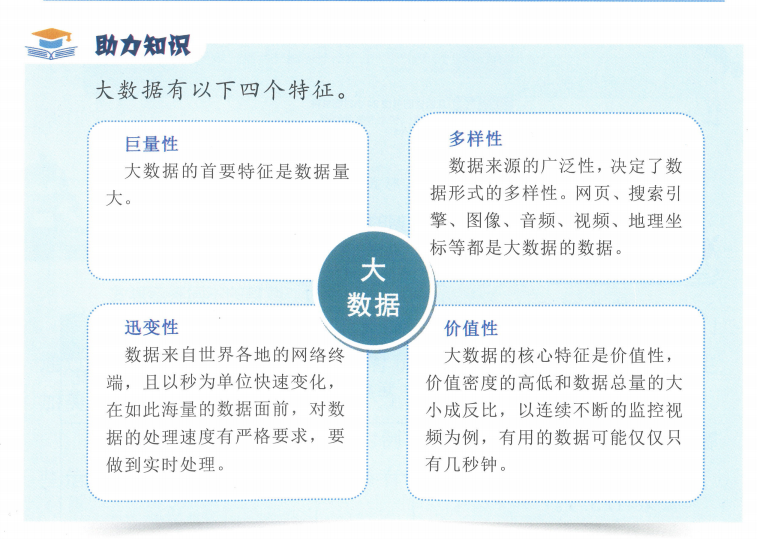 助力知识
大数据有以下四个特征。
巨量性
大数据的首要特征是数据量
大。
多样性
数据来源的广泛性，决定了数
据形式的多样性。网页、搜索引
擎、图像、音频、视频、地理坐
标等都是大数据的数据。
大
数据
迅变性
数据来自世界各地的网络终
端，且以秒为单位快速变化，
在如此海量的数据面前，对数
据的处理速度有严格要求，要
做到实时处理。
价值性
大数据的核心特征是价值性，
价值密度的高低和数据总量的大
小成反比，以连续不断的监控视
频为例，有用的数据可能仅仅只
有几秒钟。